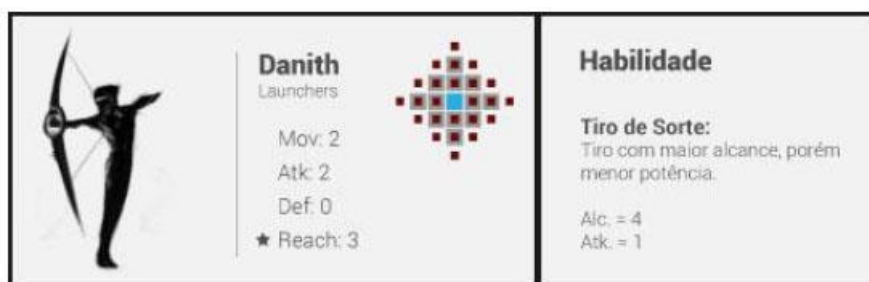 Danith
Launchers
Mov: 2
Atk: 2
Def: 0
★ Reach: 3
Habilidade
Tiro de Sorte:
Tiro com maior alcance, porém
menor potência.
Alc. = 4
Atk. = 1